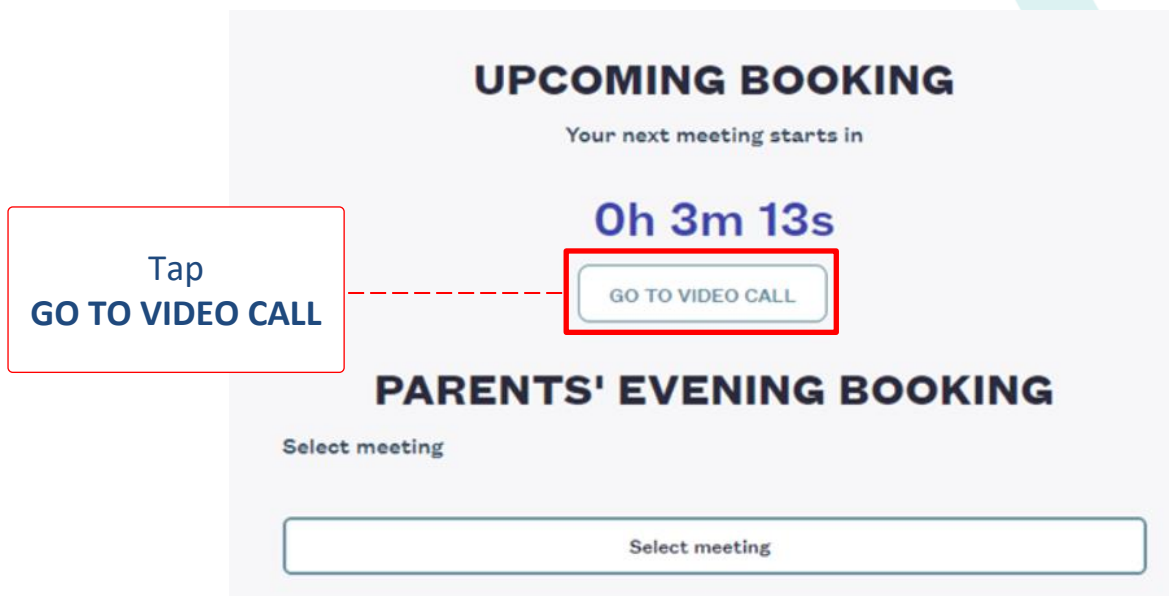 UPCOMING BOOKING
Your next meeting starts in
0h 3m 13s
Tap
GO TO VIDEO CALL
GO TO VIDEO CALL
PARENTS' EVENING BOOKING
Select meeting
Select meeting